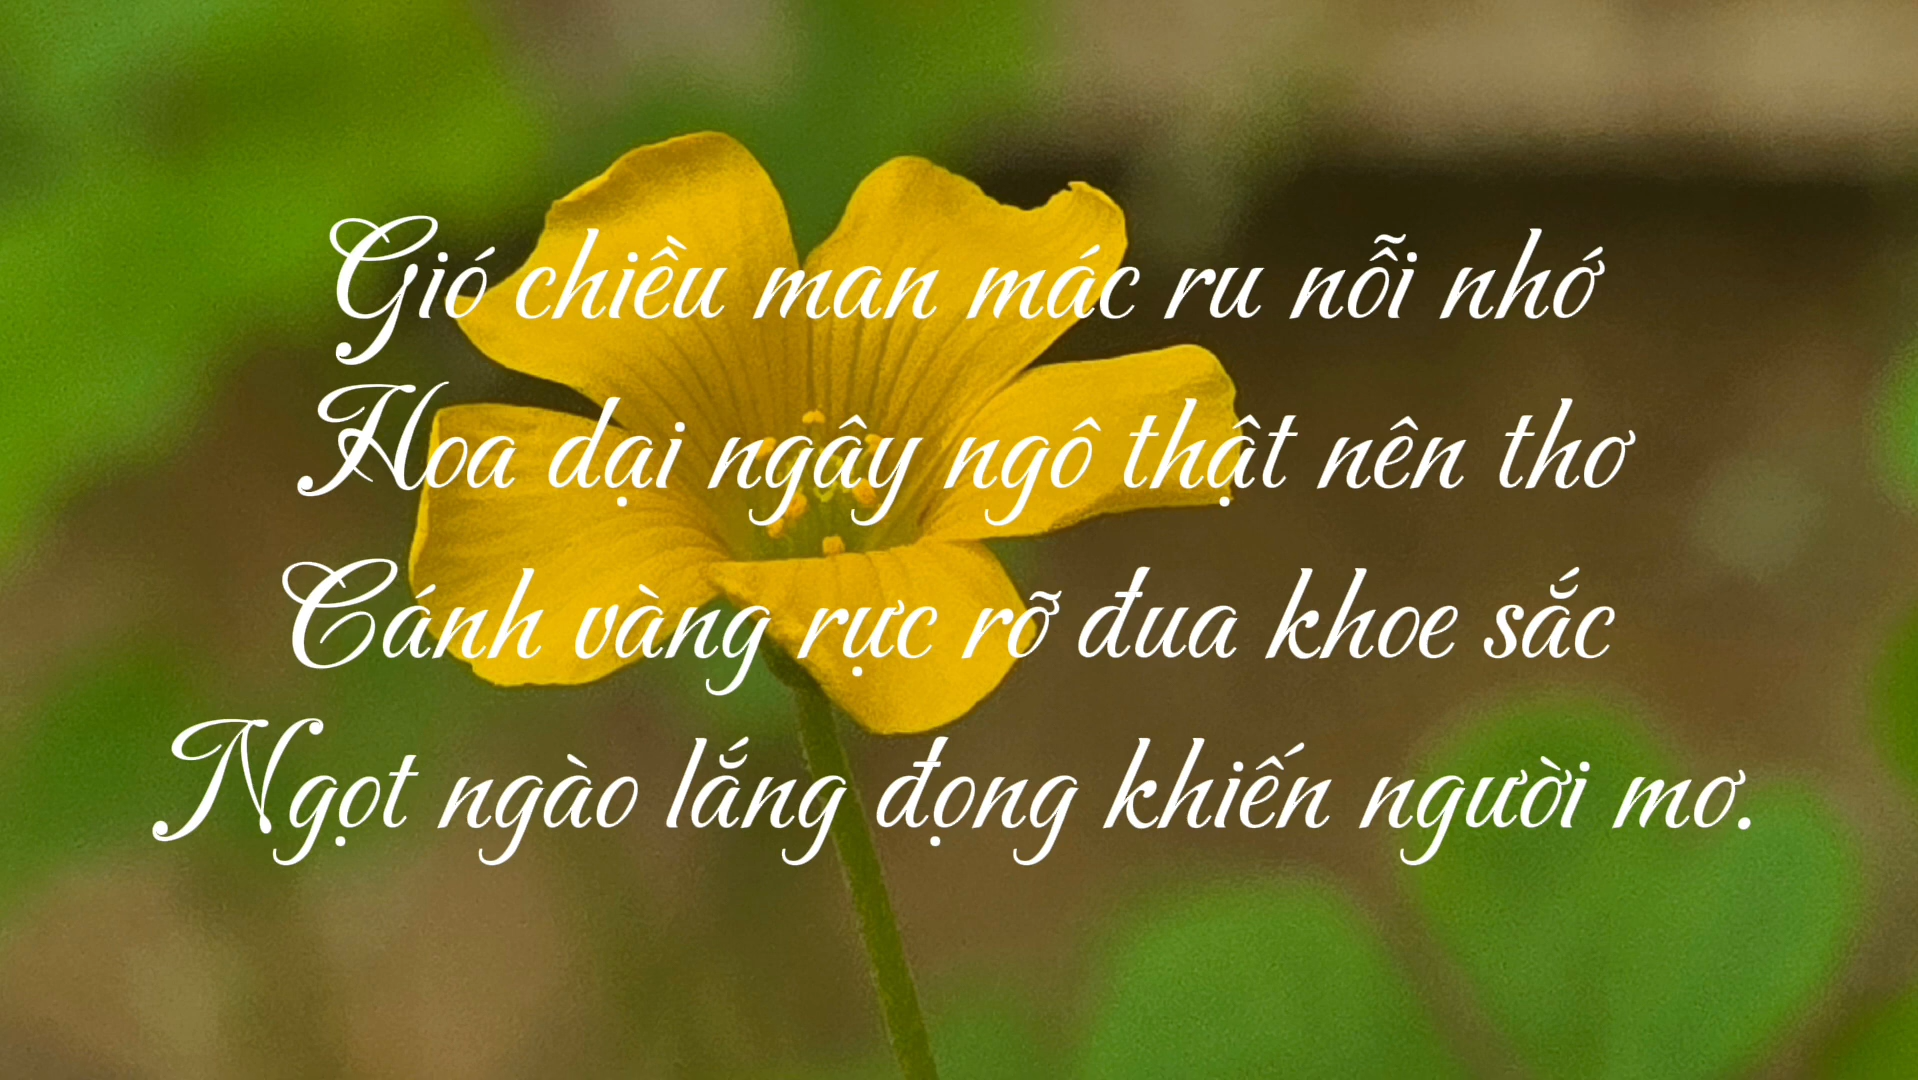 Gió chiều man mác ru nỗi nhớ
Hoa dại ngây ngô thật nên thơ
Cánh vàng rực rỡ đua khoe sắc
Ngọt ngào lắng đọng khiến người mơ.